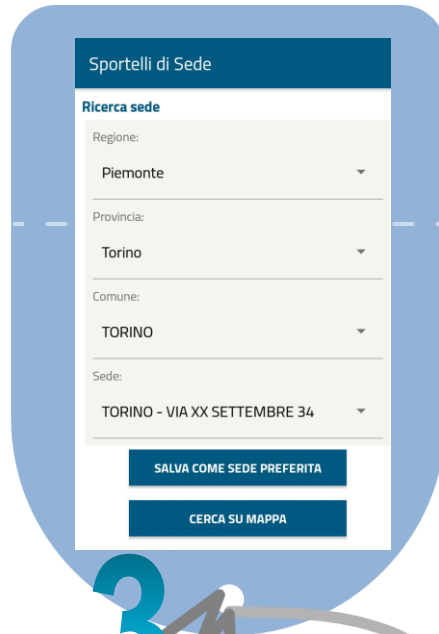 Sportelli di Sede
Ricerca sede
Regione:
Piemonte
Provincia:
Torino
Comune:
TORINO
Sede:
TORINO - VIA XX SETTEMBRE 34
SALVA COME SEDE PREFERITA
CERCA SU MAPPA
3